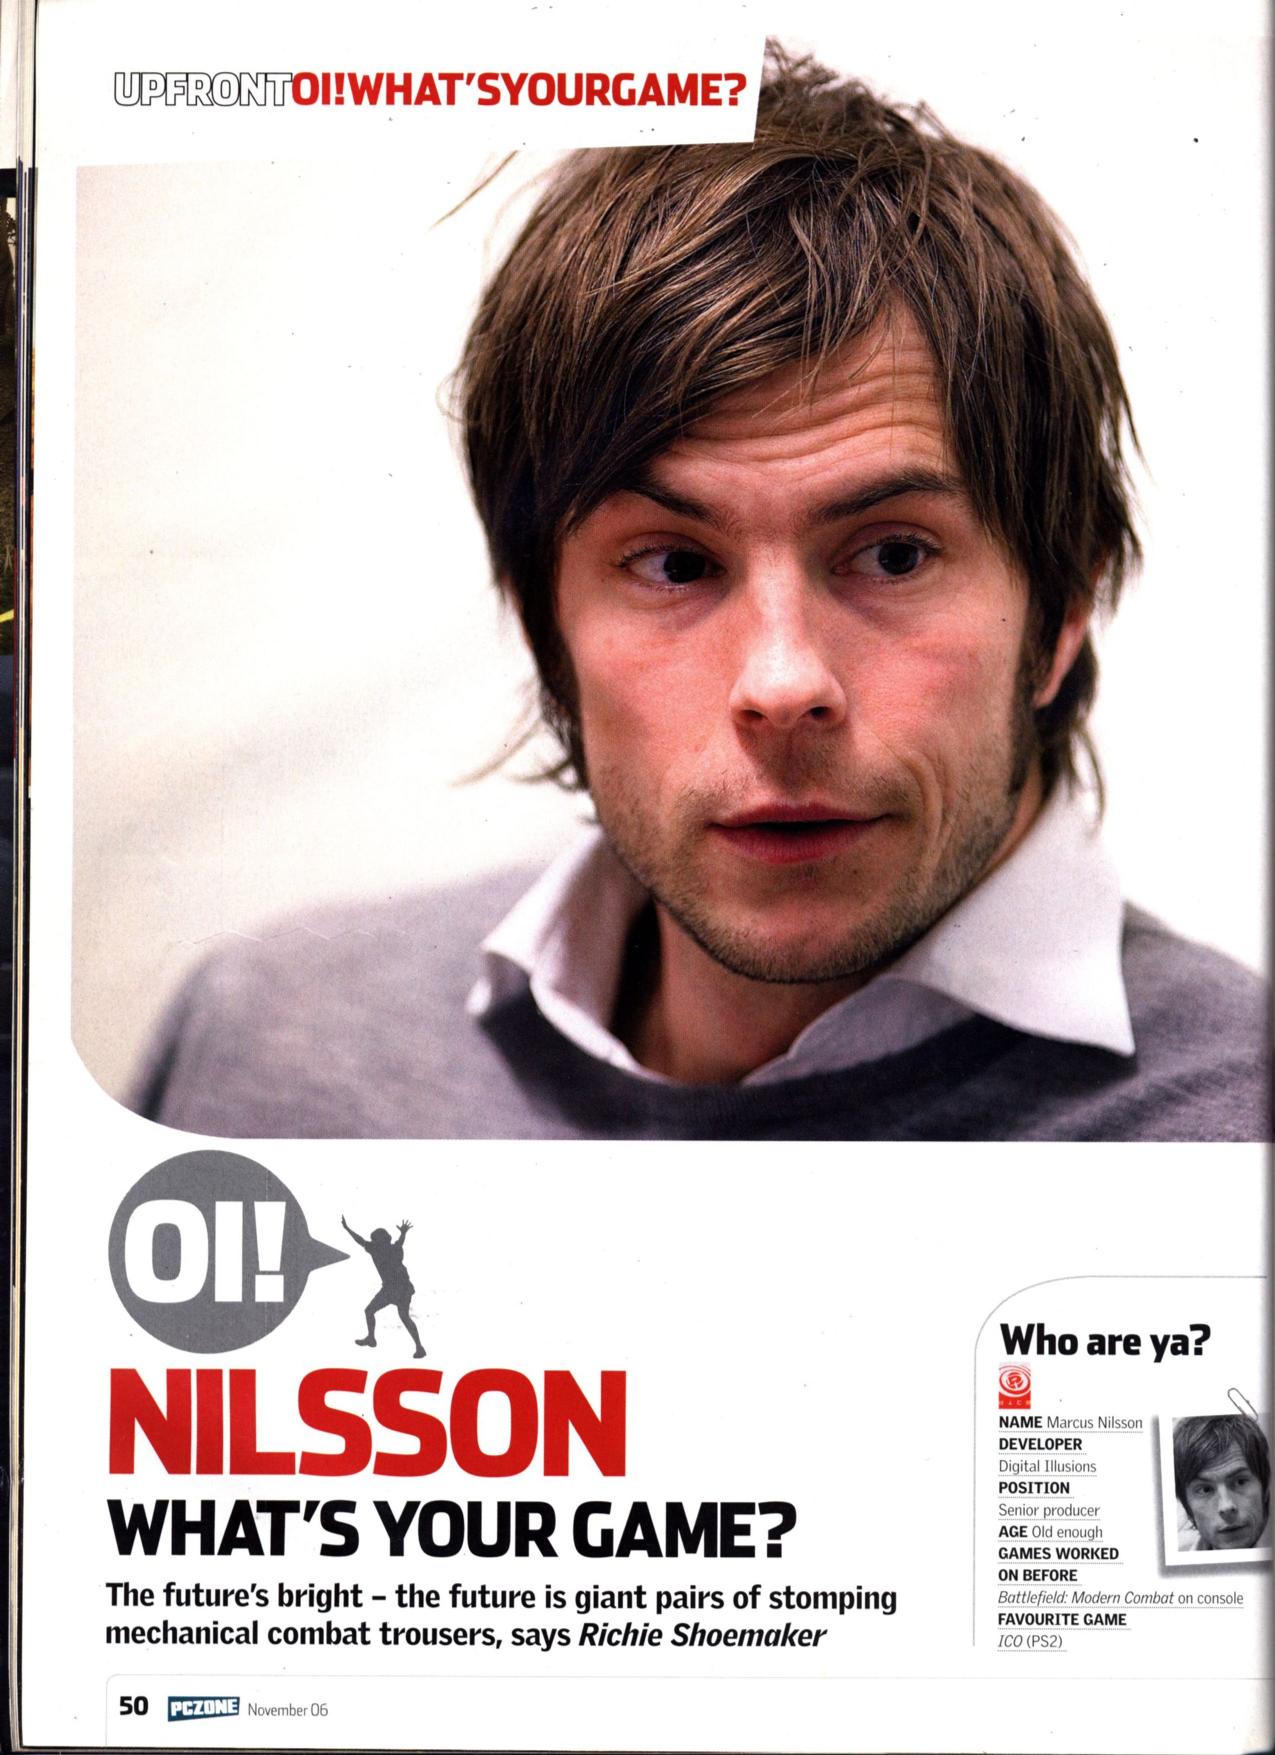 UPFRONTOI!WHAT'SYOURGAME?
OI!
NILSSON
WHAT'S YOUR GAME?
The future's bright – the future is giant pairs of stomping
mechanical combat trousers, says Richie Shoemaker
Who are ya?
NAME Marcus Nilsson
DEVELOPER
Digital Illusions
POSITION
Senior producer
AGE Old enough
GAMES WORKED
ON BEFORE
Battlefield: Modern Combat on console
FAVOURITE GAME
ICO (PS2)
50 PCZONE November 06